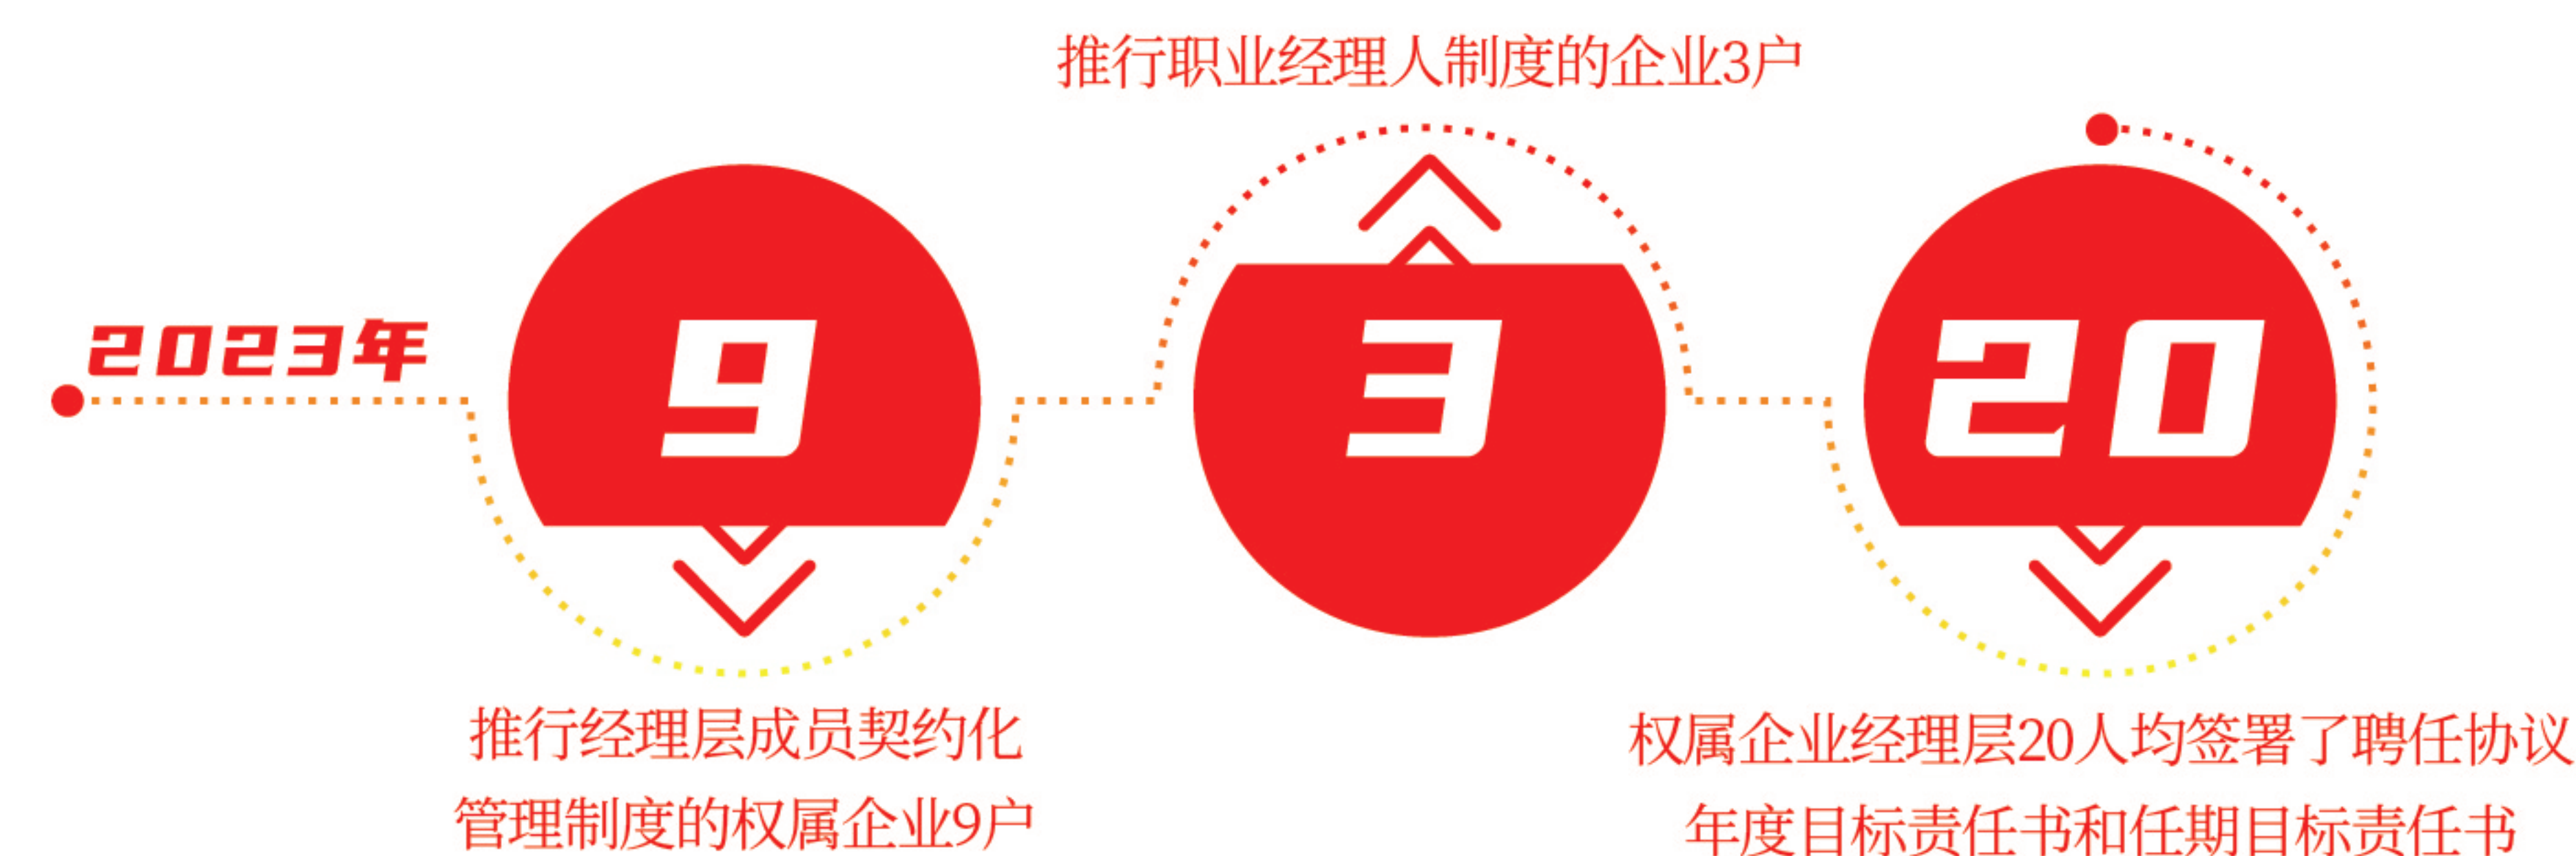 2023年
9
推行经理层成员契约化
管理制度的权属企业9户
推行职业经理人制度的企业3户
3
20
权属企业经理层20人均签署了聘任协议
年度目标责任书和任期目标责任书